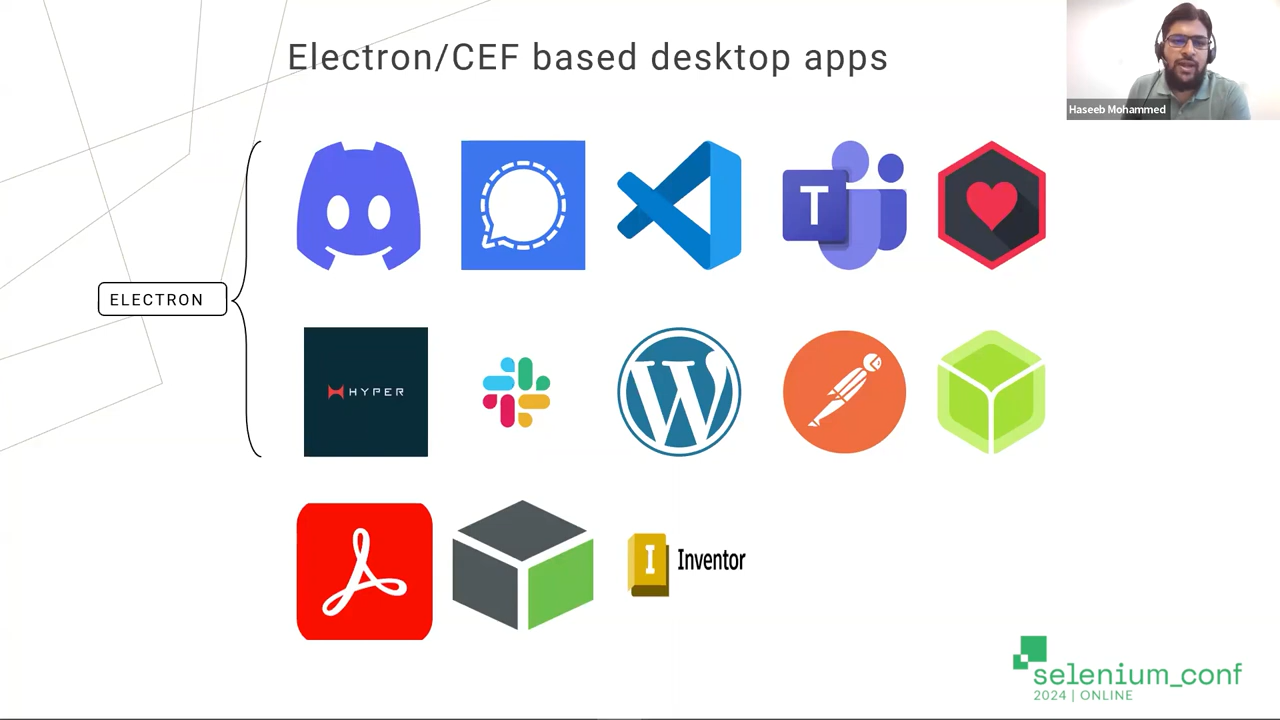 Electron/CEF based desktop apps
Haseeb Mohammed
T
ELECTRON
HYPER
W
I Inventor
selenium_conf
2024 | ONLINE